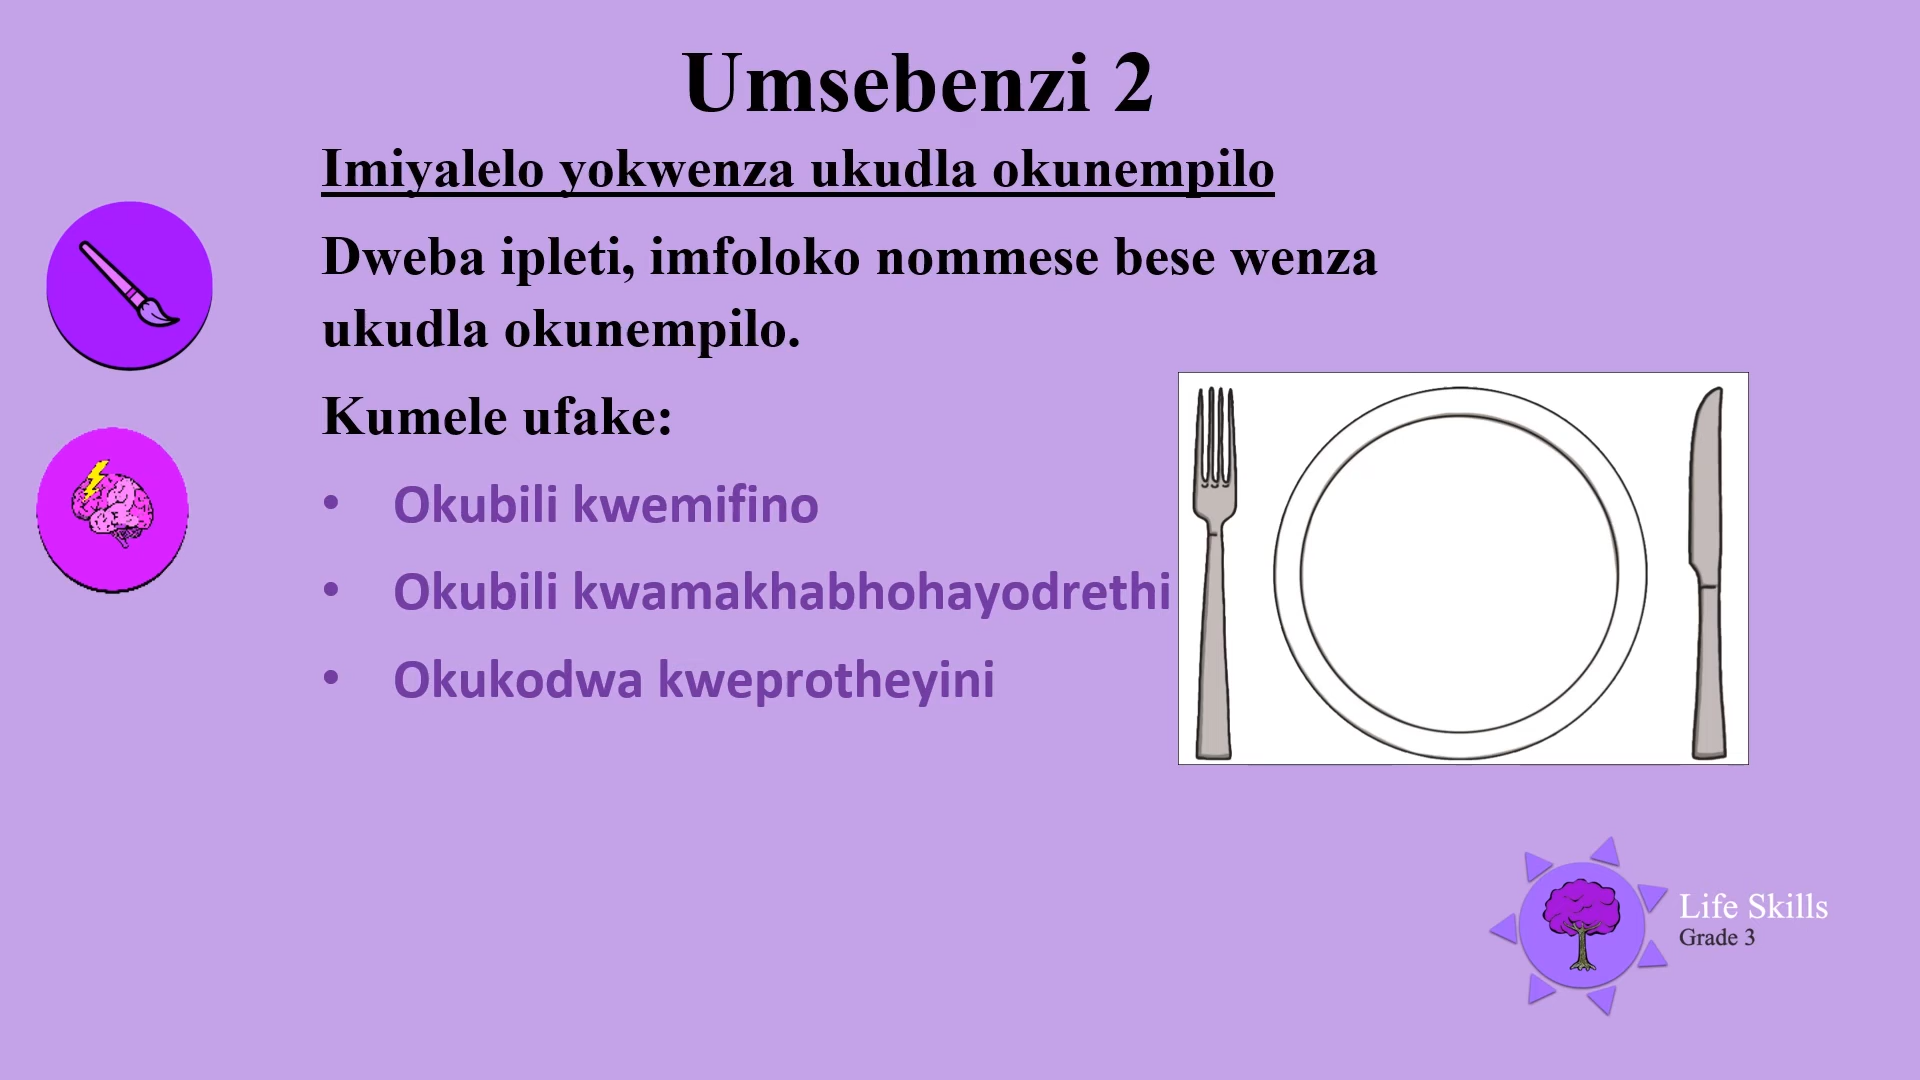 Umsebenzi 2
Imiyalelo yokwenza ukudla okunempilo
Dweba ipleti, imfoloko nommese bese wenza
ukudla okunempilo.
Kumele ufake:
• Okubili kwemifino
• Okubili kwamakhabhohayodrethi
• Okukodwa kweprotheyini
Life Skills
Grade 3